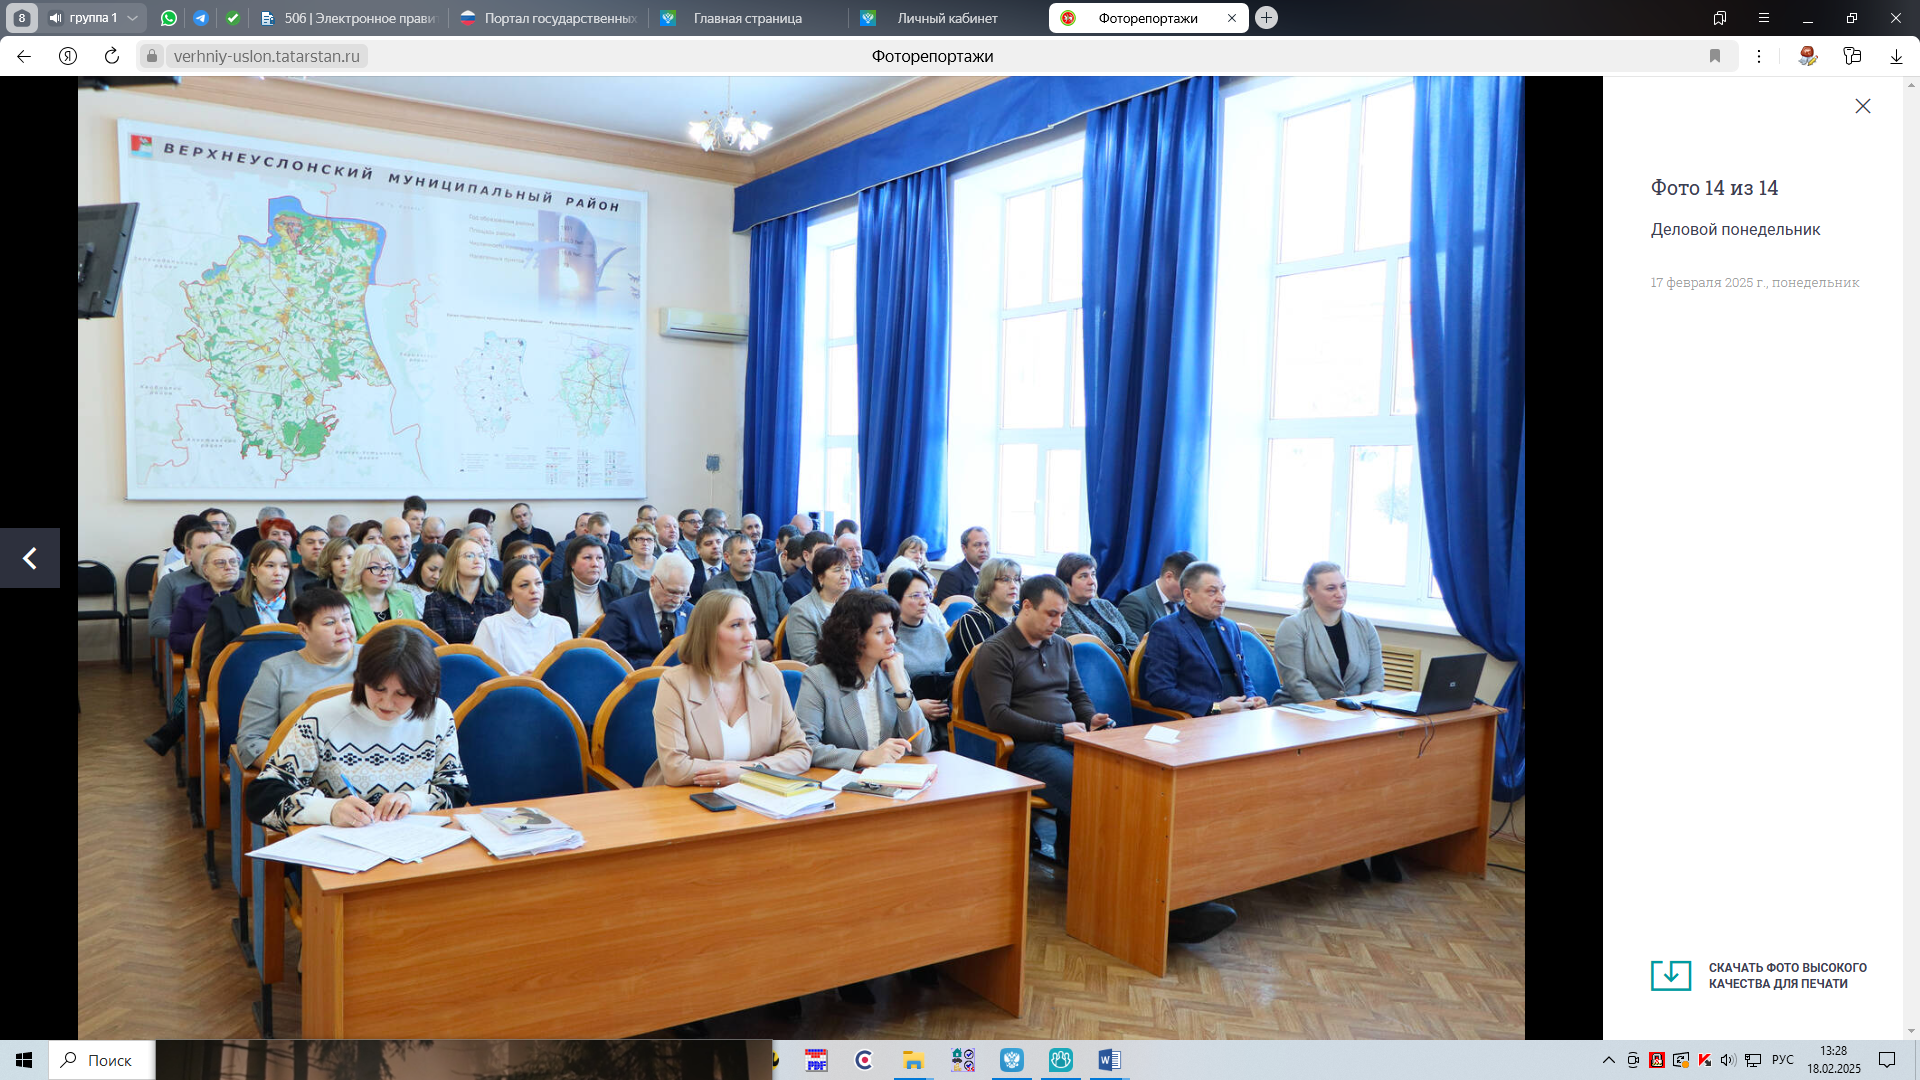 8
группа 1
506 | Электронное прави
Портал государственных
Главная страница
Личный кабинет
Фоторепортажи
verhniy-uslon.tatarstan.ru
Фоторепортажи
ВЕРХНЕУСЛОНСКИЙ МУНИЦИПАЛЬНЫЙ РАЙОН
Фото 14 из 14
Деловой понедельник
17 февраля 2025 г., понедельник
СКАЧАТЬ ФОТО ВЫСОКОГО
КАЧЕСТВА ДЛЯ ПЕЧАТИ
Поиск
PDF
РУС
13:28
18.02.2025